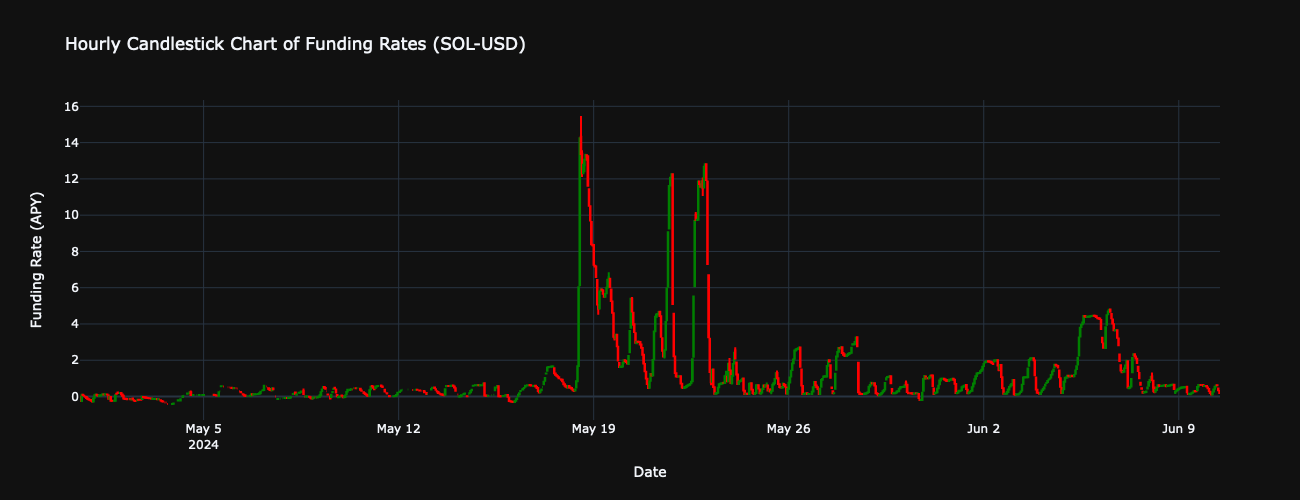 Hourly Candlestick Chart of Funding Rates (SOL-USD)
16
14
12
10
8
6
4
2
0
Funding Rate (APY)
May 5 May 12 May 19 May 26 Jun 2 Jun 9
2024
Date